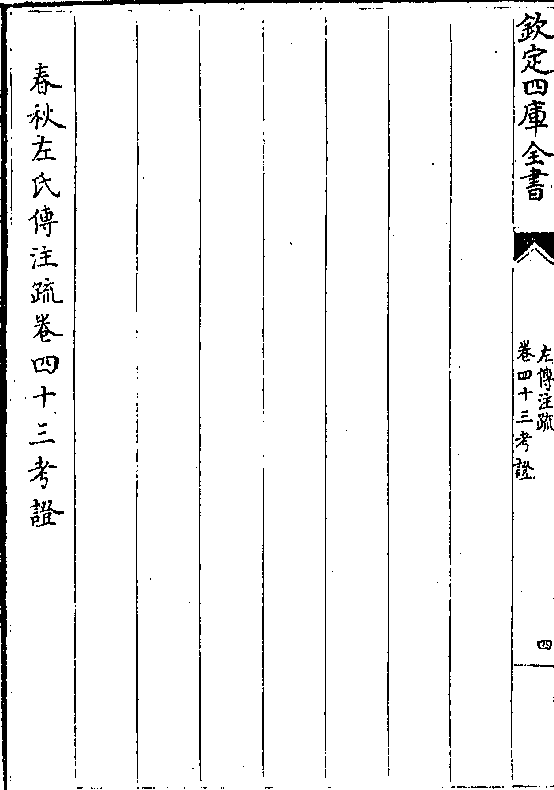 欽定四庫全書
左傳注疏
卷四十三考證
四
春秋左氏傳注疏卷四十三考證